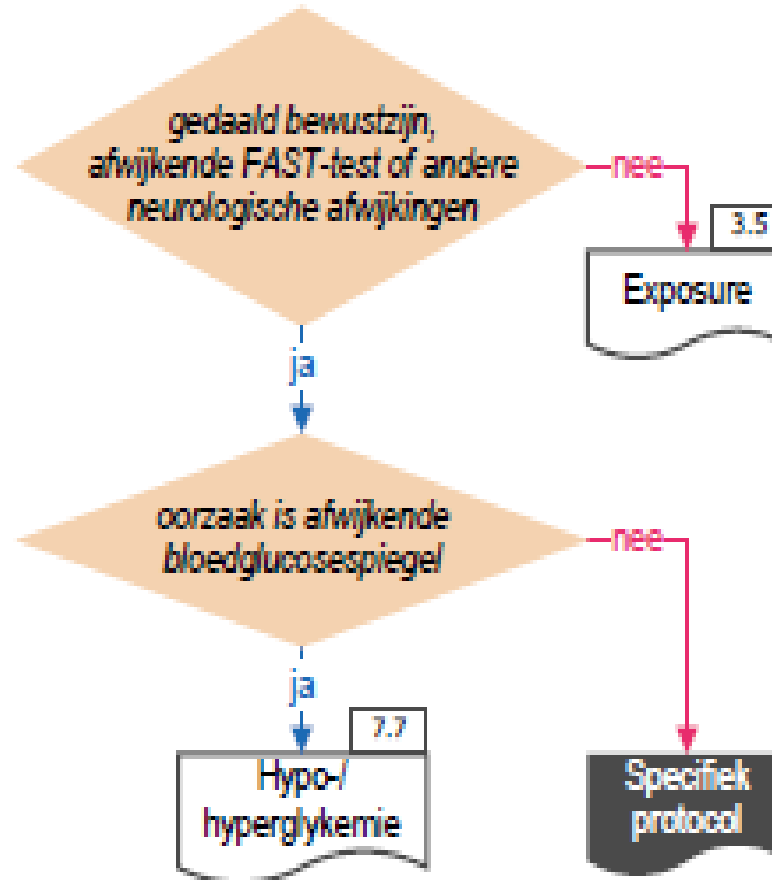 gedaald bewustzijn,
afwijkende FAST-test of andere
neurologische afwijkingen
nee
3.5
Exposure
ja
oorzaak is afwijkende
bloedglucosespiegel
nee
ja
7.7
Hypo-/
hyperglykemie
Specifiek
protocol